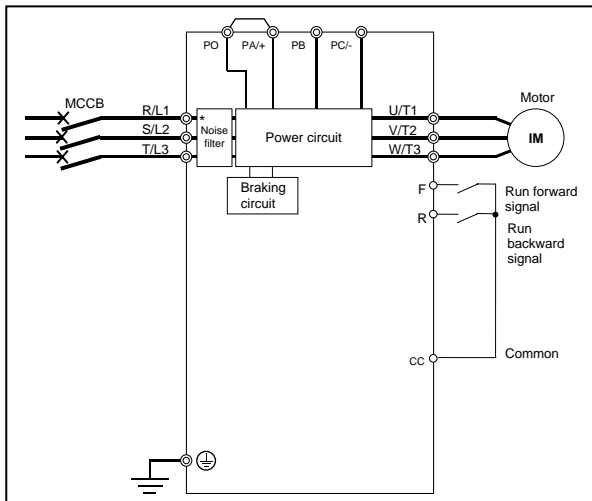 PO PA/+ PB PC/-
MCCB
R/L1
S/L2
T/L3
*
Noise
filter
Power circuit
Braking
circuit
U/T1
V/T2
W/T3
Motor
IM
F
Run forward
signal
R
Run
backward
signal
CC
Common